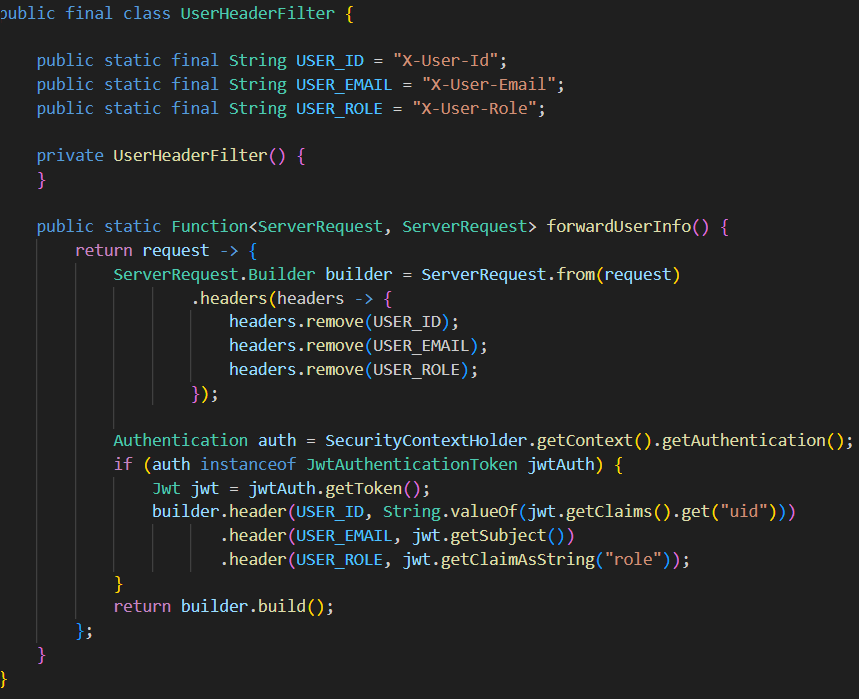 public final class UserHeaderFilter {
public static final String USER_ID = "X-User-Id";
public static final String USER_EMAIL = "X-User-Email";
public static final String USER_ROLE = "X-User-Role";
private UserHeaderFilter() {
}
public static Function<ServerRequest, ServerRequest> forwardUserInfo() {
return request -> {
ServerRequest.Builder builder = ServerRequest.from(request)
.headers(headers -> {
headers.remove(USER_ID);
headers.remove(USER_EMAIL);
headers.remove(USER_ROLE);
});
Authentication auth = SecurityContextHolder.getContext().getAuthentication();
if (auth instanceof JwtAuthenticationToken jwtAuth) {
Jwt jwt = jwtAuth.getToken();
builder.header(USER_ID, String.valueOf(jwt.getClaims().get("uid")))
.header(USER_EMAIL, jwt.getSubject())
.header(USER_ROLE, jwt.getClaimAsString("role"));
}
return builder.build();
};
}
}